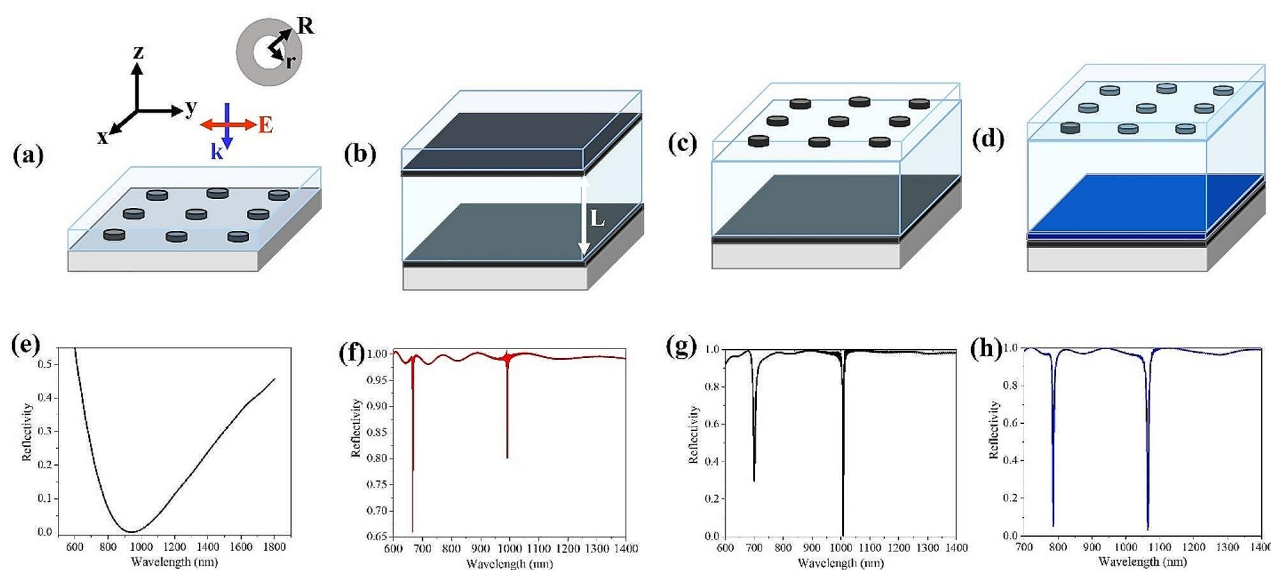 R
z
r
y
x
E
k
(a)
(b)
L
(c)
(d)
(e)
0.5
0.4
0.3
0.2
0.1
0.0
Reflectivity
600 800 1000 1200 1400 1600 1800
Wavelength (nm)
(f)
1.00
0.95
0.90
0.85
0.80
0.75
0.70
0.65
Reflectivity
600 700 800 900 1000 1100 1200 1300 1400
Wavelength (nm)
(g)
1.0
0.8
0.6
0.4
0.2
0.0
Reflectivity
600 700 800 900 1000 1100 1200 1300 1400
Wavelength (nm)
(h)
1.0
0.8
0.6
0.4
0.2
0.0
Reflectivity
700 800 900 1000 1100 1200 1300 1400
Wavelength (nm)